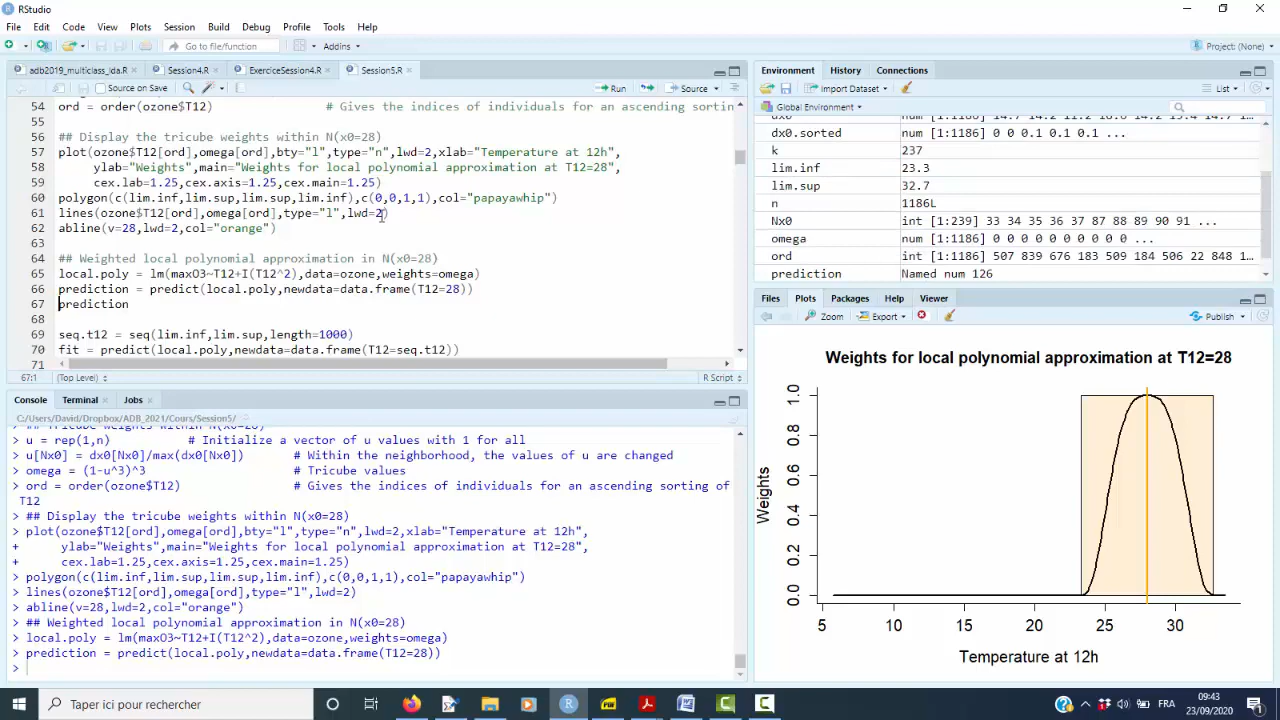 RStudio
File Edit Code View Plots Session Build Debug Profile Tools Help
Go to file/function Addins Project: (None)
adb2019_multiclass_lda.R Session4.R ExerciceSession4.R Session5.R
Source on Save Run Source
54 ord = order(ozone$T12) # Gives the indices of individuals for an ascending sortin
55
56 ## Display the tricube weights within N(x0=28)
57 plot(ozone$T12[ord],omega[ord],bty="l",type="n",lwd=2,xlab="Temperature at 12h",
58 ylab="Weights",main="Weights for local polynomial approximation at T12=28",
59 cex.lab=1.25,cex.axis=1.25,cex.main=1.25)
60 polygon(c(lim.inf,lim.sup,lim.sup,lim.inf),c(0,0,1,1),col="papayawhip")
61 lines(ozone$T12[ord],omega[ord],type="l",lwd=2)
62 abline(v=28,lwd=2,col="orange")
63
64 ## Weighted local polynomial approximation in N(x0=28)
65 local.poly = lm(maxO3~T12+I(T12^2),data=ozone,weights=omega)
66 prediction = predict(local.poly,newdata=data.frame(T12=28))
67 prediction
68
69 seq.t12 = seq(lim.inf,lim.sup,length=1000)
70 fit = predict(local.poly,newdata=data.frame(T12=seq.t12))
71
67:1 (Top Level) R Script
Console Terminal Jobs
C:/Users/David/Dropbox/ADB_2021/Cours/Session5/
> u = rep(1,n) # Initialize a vector of u values with 1 for all
> u[Nx0] = dx0[Nx0]/max(dx0[Nx0]) # Within the neighborhood, the values of u are changed
> omega = (1-u^3)^3 # Tricube values
> ord = order(ozone$T12) # Gives the indices of individuals for an ascending sorting of
T12
> ## Display the tricube weights within N(x0=28)
> plot(ozone$T12[ord],omega[ord],bty="l",type="n",lwd=2,xlab="Temperature at 12h",
+ ylab="Weights",main="Weights for local polynomial approximation at T12=28",
+ cex.lab=1.25,cex.axis=1.25,cex.main=1.25)
> polygon(c(lim.inf,lim.sup,lim.sup,lim.inf),c(0,0,1,1),col="papayawhip")
> lines(ozone$T12[ord],omega[ord],type="l",lwd=2)
> abline(v=28,lwd=2,col="orange")
> ## Weighted local polynomial approximation in N(x0=28)
> local.poly = lm(maxO3~T12+I(T12^2),data=ozone,weights=omega)
> prediction = predict(local.poly,newdata=data.frame(T12=28))
>
Environment History Connections
Import Dataset List
Global Environment
dx0.sorted num [1:1186] 0 0 0.1 0.1 0.1 ...
k 237
lim.inf 23.3
lim.sup 32.7
n 1186L
Nx0 int [1:239] 33 34 35 36 37 87 88 89 90 91 ...
omega num [1:1186] 0 0 0 0 0 0 0 0 0 0 ...
ord int [1:1186] 507 839 676 183 509 184 506 22 848 1…
prediction Named num 126
Files Plots Packages Help Viewer
Zoom Export Publish
Weights for local polynomial approximation at T12=28
Weights
0.0 0.2 0.4 0.6 0.8 1.0
5 10 15 20 25 30
Temperature at 12h
Taper ici pour rechercher
FRA
09:43
23/09/2020